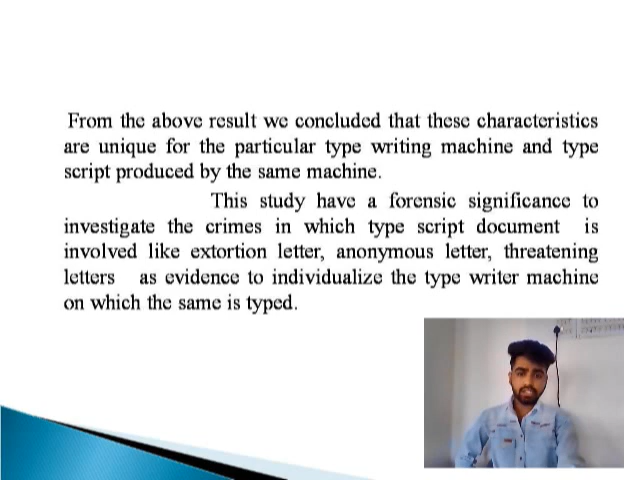 From the above result we concluded that these characteristics
are unique for the particular type writing machine and type
script produced by the same machine.
This study have a forensic significance to
investigate the crimes in which type script document is
involved like extortion letter, anonymous letter, threatening
letters as evidence to individualize the type writer machine
on which the same is typed.